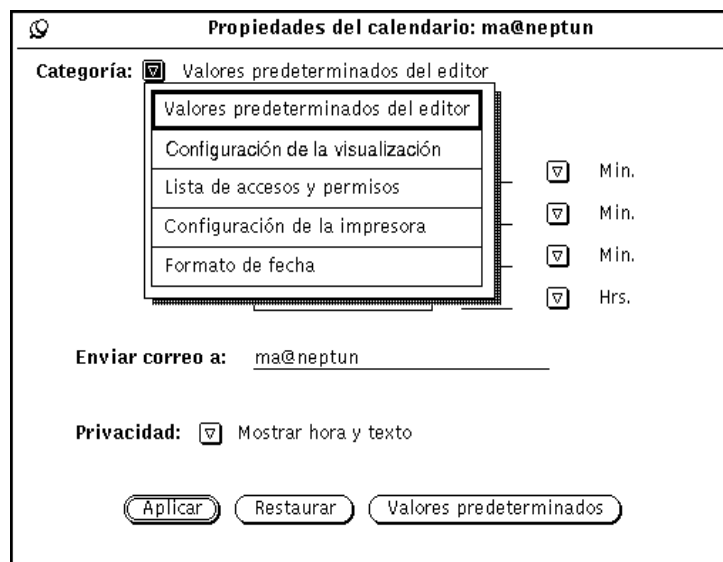 Propiedades del calendario: ma@neptun
Categoría: Valores predeterminados del editor
Valores predeterminados del editor
Configuración de la visualización
Lista de accesos y permisos
Min.
Configuración de la impresora
Min.
Formato de fecha
Min.
Hrs.
Enviar correo a: ma@neptun
Privacidad: Mostrar hora y texto
Aplicar Restaurar Valores predeterminados